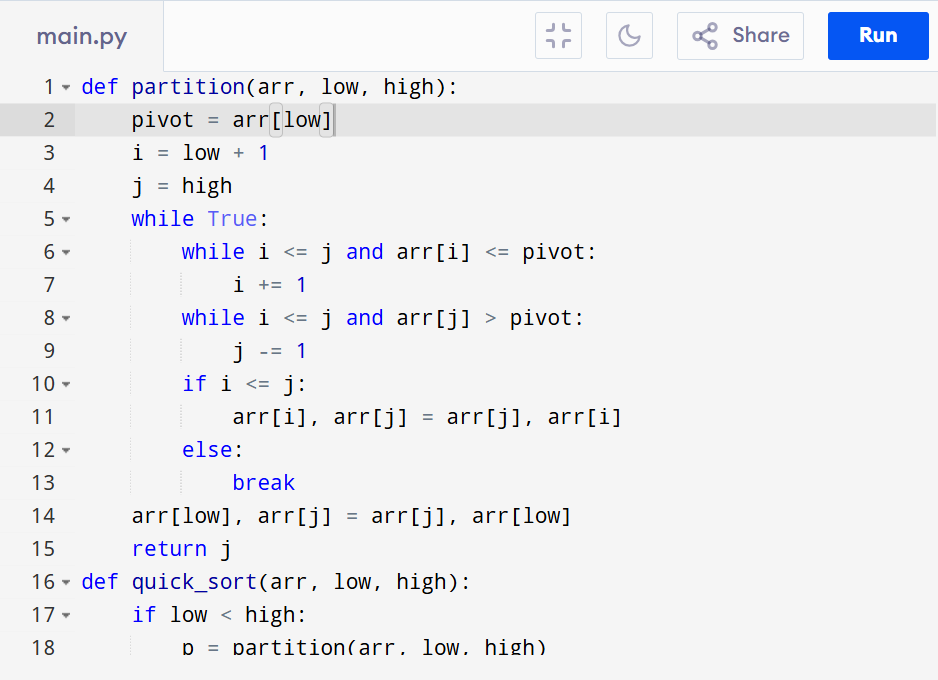 main.py Share Run
1 def partition(arr, low, high):
2     pivot = arr[low]
3     i = low + 1
4     j = high
5     while True:
6         while i <= j and arr[i] <= pivot:
7             i += 1
8         while i <= j and arr[j] > pivot:
9             j -= 1
10         if i <= j:
11             arr[i], arr[j] = arr[j], arr[i]
12         else:
13             break
14     arr[low], arr[j] = arr[j], arr[low]
15     return j
16 def quick_sort(arr, low, high):
17     if low < high:
18         p = partition(arr, low, high)